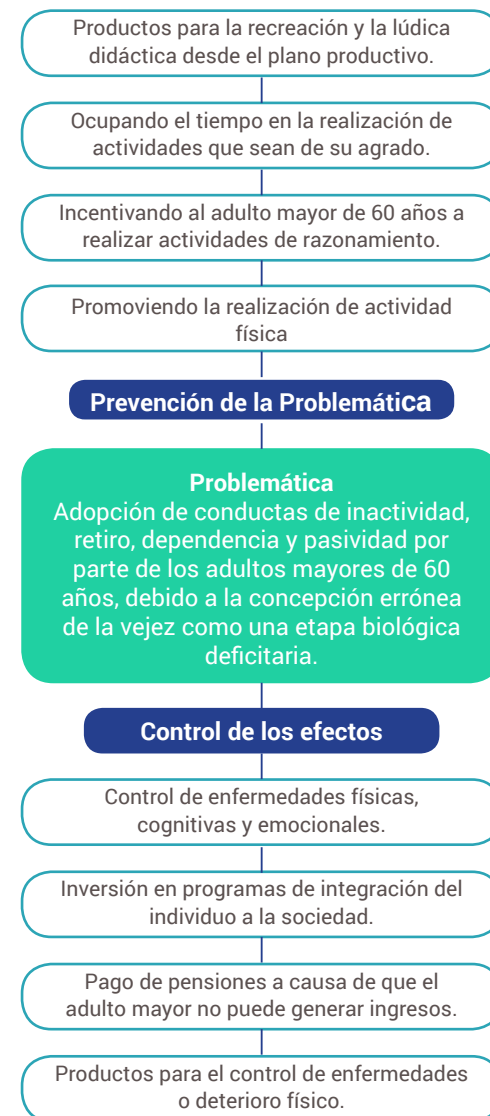 Productos para la recreación y la lúdica
didáctica desde el plano productivo.
Ocupando el tiempo en la realización de
actividades que sean de su agrado.
Incentivando al adulto mayor de 60 años a
realizar actividades de razonamiento.
Promoviendo la realización de actividad
física
Prevención de la Problemática
Problemática
Adopción de conductas de inactividad,
retiro, dependencia y pasividad por
parte de los adultos mayores de 60
años, debido a la concepción errónea
de la vejez como una etapa biológica
deficitaria.
Control de los efectos
Control de enfermedades físicas,
cognitivas y emocionales.
Inversión en programas de integración del
individuo a la sociedad.
Pago de pensiones a causa de que el
adulto mayor no puede generar ingresos.
Productos para el control de enfermedades
o deterioro físico.